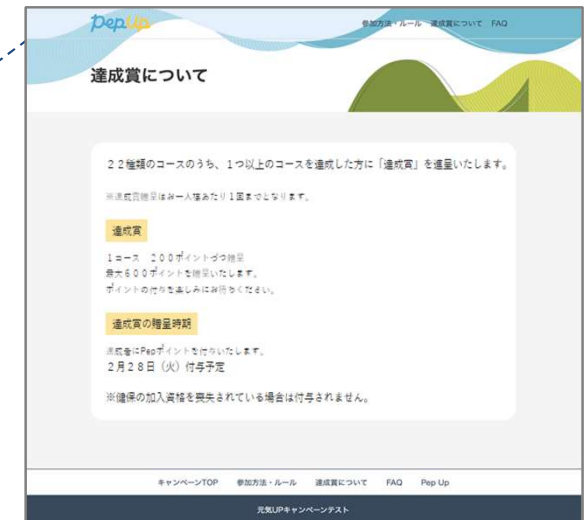 PepUp
参加方法・ルール 達成賞について FAQ
達成賞について
22種類のコースのうち、1つ以上のコースを達成した方に「達成賞」を進呈いたします。
※達成賞贈呈はお一人様あたり1回までとなります。
達成賞
1コース 200ポイントづつ贈呈
最大600ポイントを贈呈いたします。
ポイントの付与を楽しみにお待ちください。
達成賞の贈呈時期
達成者にPepポイントを付与いたします。
2月28日(火)付与予定
※健保の加入資格を喪失されている場合は付与されません。
キャンペーンTOP 参加方法・ルール 達成賞について FAQ Pep Up
元気UPキャンペーンテスト